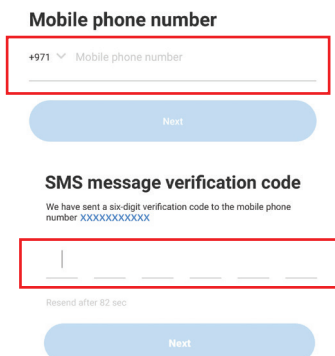 Mobile phone number
+971 Mobile phone number
Next
SMS message verification code
We have sent a six-digit verification code to the mobile phone
number XXXXXXXXXXX
Resend after 82 sec
Next